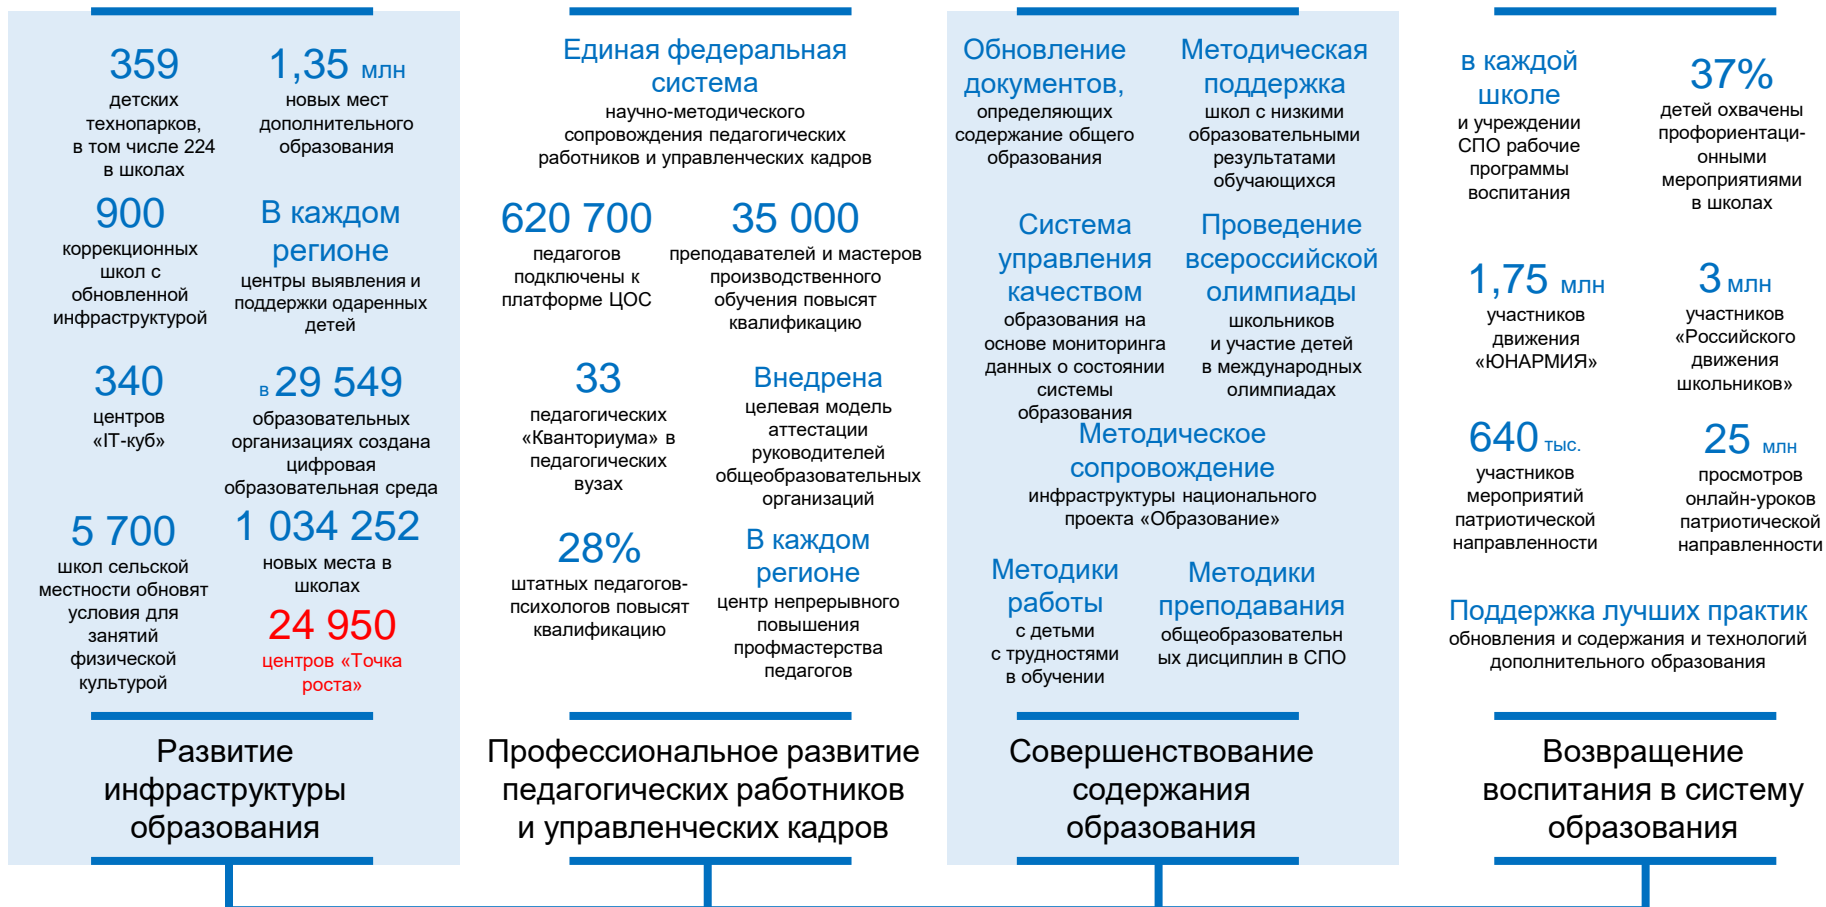 359
детских
технопарков,
в том числе 224
в школах
1,35 млн
новых мест
дополнительного
образования
900
коррекционных
школ с
обновленной
инфраструктурой
В каждом
регионе
центры выявления и
поддержки одаренных
детей
340
центров
«IT-куб»
в 29 549
образовательных
организациях создана
цифровая
образовательная среда
5 700
школ сельской
местности обновят
условия для
занятий
физической
культурой
1 034 252
новых места в
школах
24 950
центров «Точка
роста»
Развитие
инфраструктуры
образования
Единая федеральная
система
научно-методического
сопровождения педагогических
работников и управленческих кадров
620 700
педагогов
подключены к
платформе ЦОС
35 000
преподавателей и мастеров
производственного
обучения повысят
квалификацию
33
педагогических
«Кванториума» в
педагогических
вузах
Внедрена
целевая модель
аттестации
руководителей
общеобразовательных
организаций
28%
штатных педагогов-
психологов повысят
квалификацию
В каждом
регионе
центр непрерывного
повышения
профмастерства
педагогов
Профессиональное развитие
педагогических работников
и управленческих кадров
Обновление
документов,
определяющих
содержание общего
образования
Методическая
поддержка
школ с низкими
образовательными
результатами
обучающихся
Система
управления
качеством
образования на
основе мониторинга
данных о состоянии
системы
образования
Проведение
всероссийской
олимпиады
школьников
и участие детей
в международных
олимпиадах
Методическое
сопровождение
инфраструктуры национального
проекта «Образование»
Методики
работы
с детьми
с трудностями
в обучении
Методики
преподавания
общеобразовательн
ых дисциплин в СПО
Совершенствование
содержания
образования
в каждой
школе
и учреждении
СПО рабочие
программы
воспитания
37%
детей охвачены
профориентаци-
онными
мероприятиями
в школах
1,75 млн
участников
движения
«ЮНАРМИЯ»
3 млн
участников
«Российского
движения
школьников»
640 тыс.
участников
мероприятий
патриотической
направленности
25 млн
просмотров
онлайн-уроков
патриотической
направленности
Поддержка лучших практик
обновления и содержания и технологий
дополнительного образования
Возвращение
воспитания в систему
образования